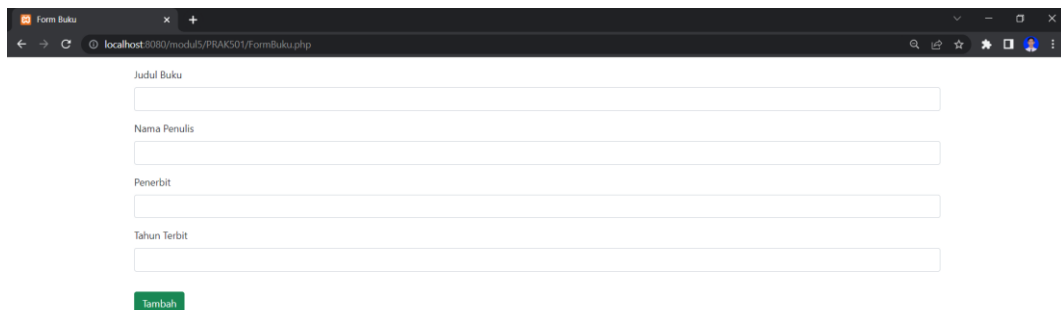 Form Buku
localhost:8080/modul5/PRAK501/FormBuku.php
Judul Buku
Nama Penulis
Penerbit
Tahun Terbit
Tambah